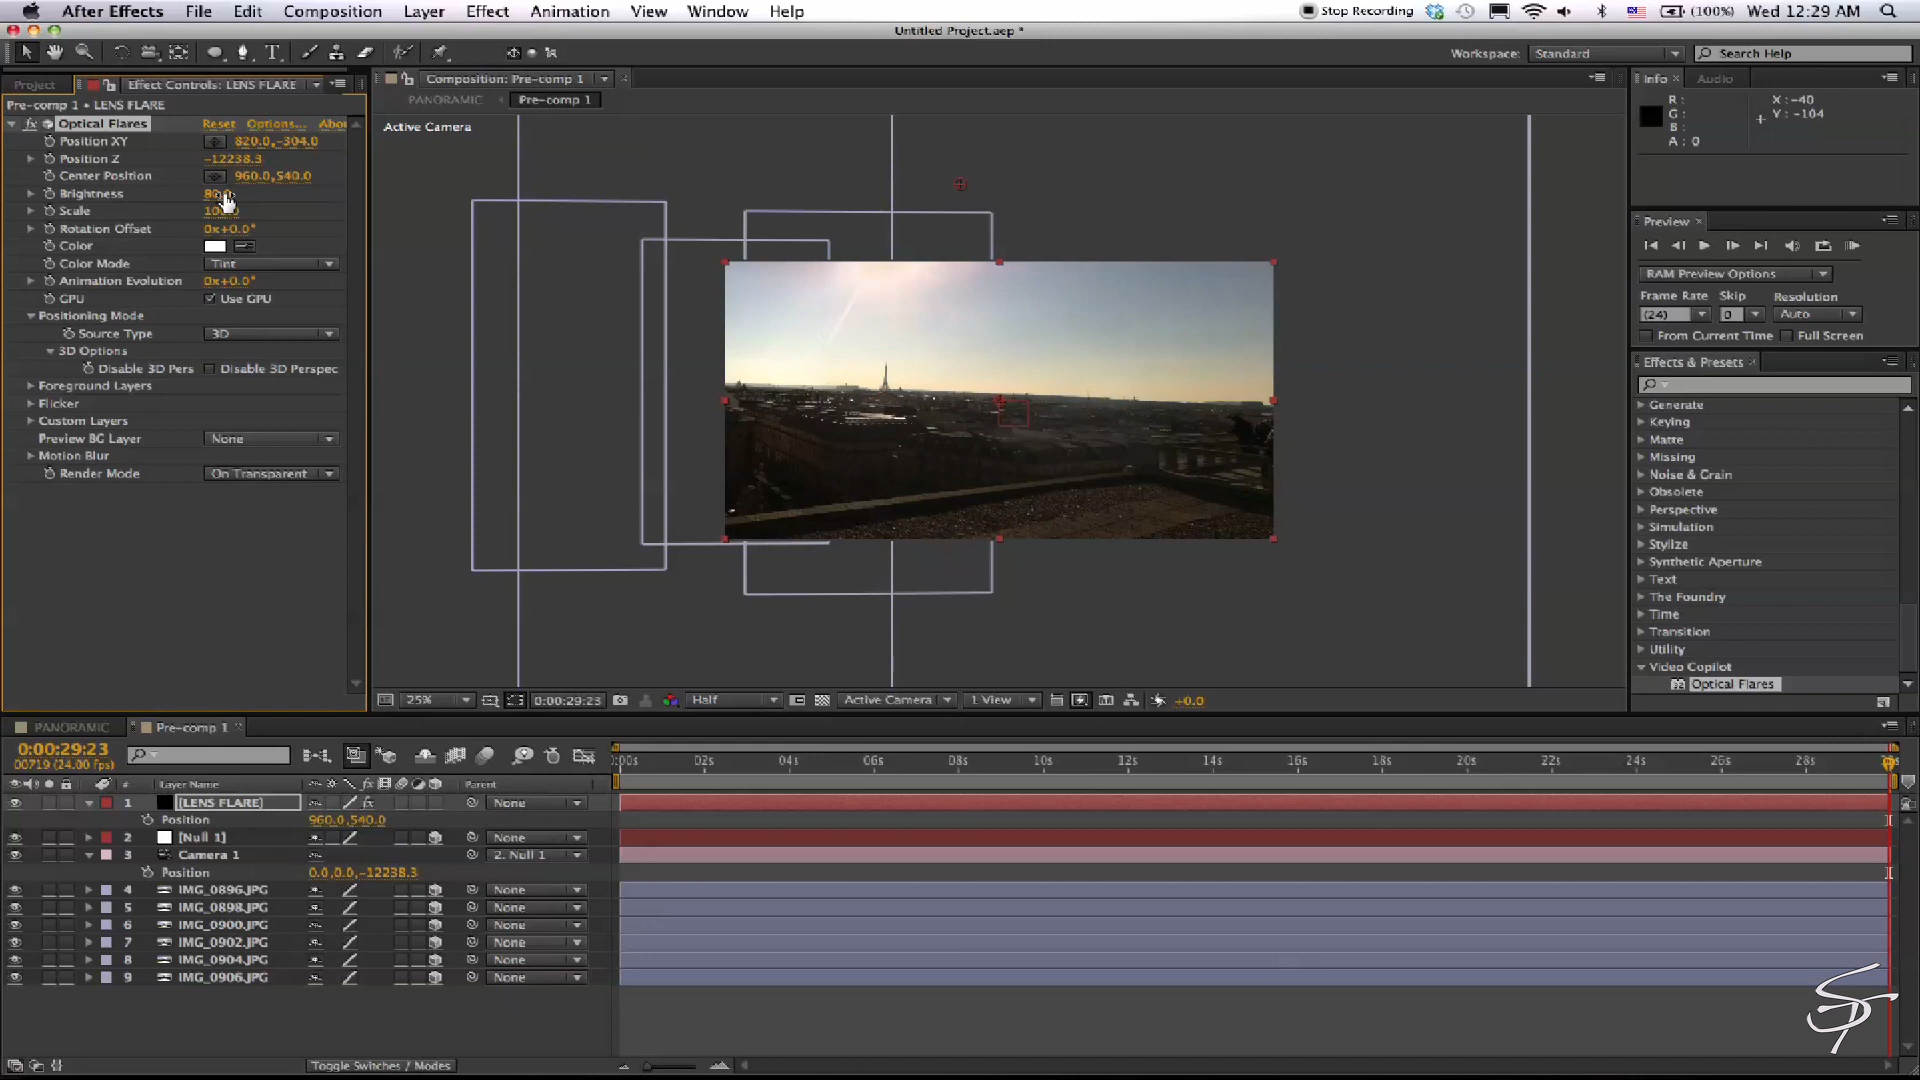 After Effects File Edit Composition Layer Effect Animation View Window Help Stop Recording (100%) Wed 12:29 AM
Untitled Project.aep *
Workspace: Standard Search Help
Project Effect Controls: LENS FLARE Composition: Pre-comp 1 Info Audio
Pre-comp 1 • LENS FLARE PANORAMIC Pre-comp 1
Active Camera
R: G: B: A: 0
X: -40
Y: -104
Optical Flares Reset Options... Abou
Position XY 820.0,-304.0
Position Z -12238.3
Center Position 960.0,540.0
Brightness
Scale
Rotation Offset 0x+0.0°
Color
Color Mode Tint
Animation Evolution 0x+0.0°
GPU Use GPU
Positioning Mode
Source Type 3D
3D Options
Disable 3D Pers Disable 3D Perspec
Foreground Layers
Flicker
Custom Layers
Preview BG Layer None
Motion Blur
Render Mode On Transparent
Preview
RAM Preview Options
Frame Rate Skip Resolution
(24) 0 Auto
From Current Time Full Screen
Effects & Presets
Generate
Keying
Matte
Missing
Noise & Grain
Obsolete
Perspective
Simulation
Stylize
Synthetic Aperture
Text
The Foundry
Time
Transition
Utility
Video Copilot
Optical Flares
25% 0:00:29:23 Half Active Camera 1 View +0.0
PANORAMIC Pre-comp 1
0:00:29:23
00719 (24.00 fps)
:00s 02s 04s 06s 08s 10s 12s 14s 16s 18s 20s 22s 24s 26s 28s
# Layer Name Parent
1 [LENS FLARE] None
Position 960.0,540.0
2 [Null 1] None
3 Camera 1 2. Null 1
Position 0.0,0.0,-12238.3
4 IMG_0896.JPG None
5 IMG_0898.JPG None
6 IMG_0900.JPG None
7 IMG_0902.JPG None
8 IMG_0904.JPG None
9 IMG_0906.JPG None
Toggle Switches / Modes